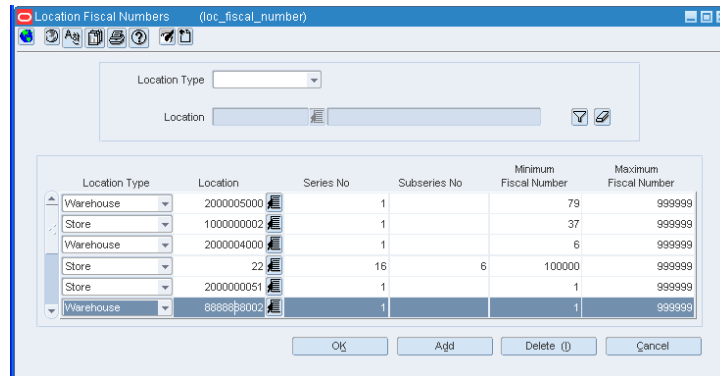 Location Fiscal Numbers (loc_fiscal_number)
Location Type
Location
Minimum Maximum
Location Type Location Series No Subseries No Fiscal Number Fiscal Number
Warehouse 2000005000 1 79 999999
Store 1000000002 1 37 999999
Warehouse 2000004000 1 6 999999
Store 22 16 6 100000 999999
Store 2000000051 1 1 999999
Warehouse 8888888002 1 1 999999
OK Add Delete (I) Cancel